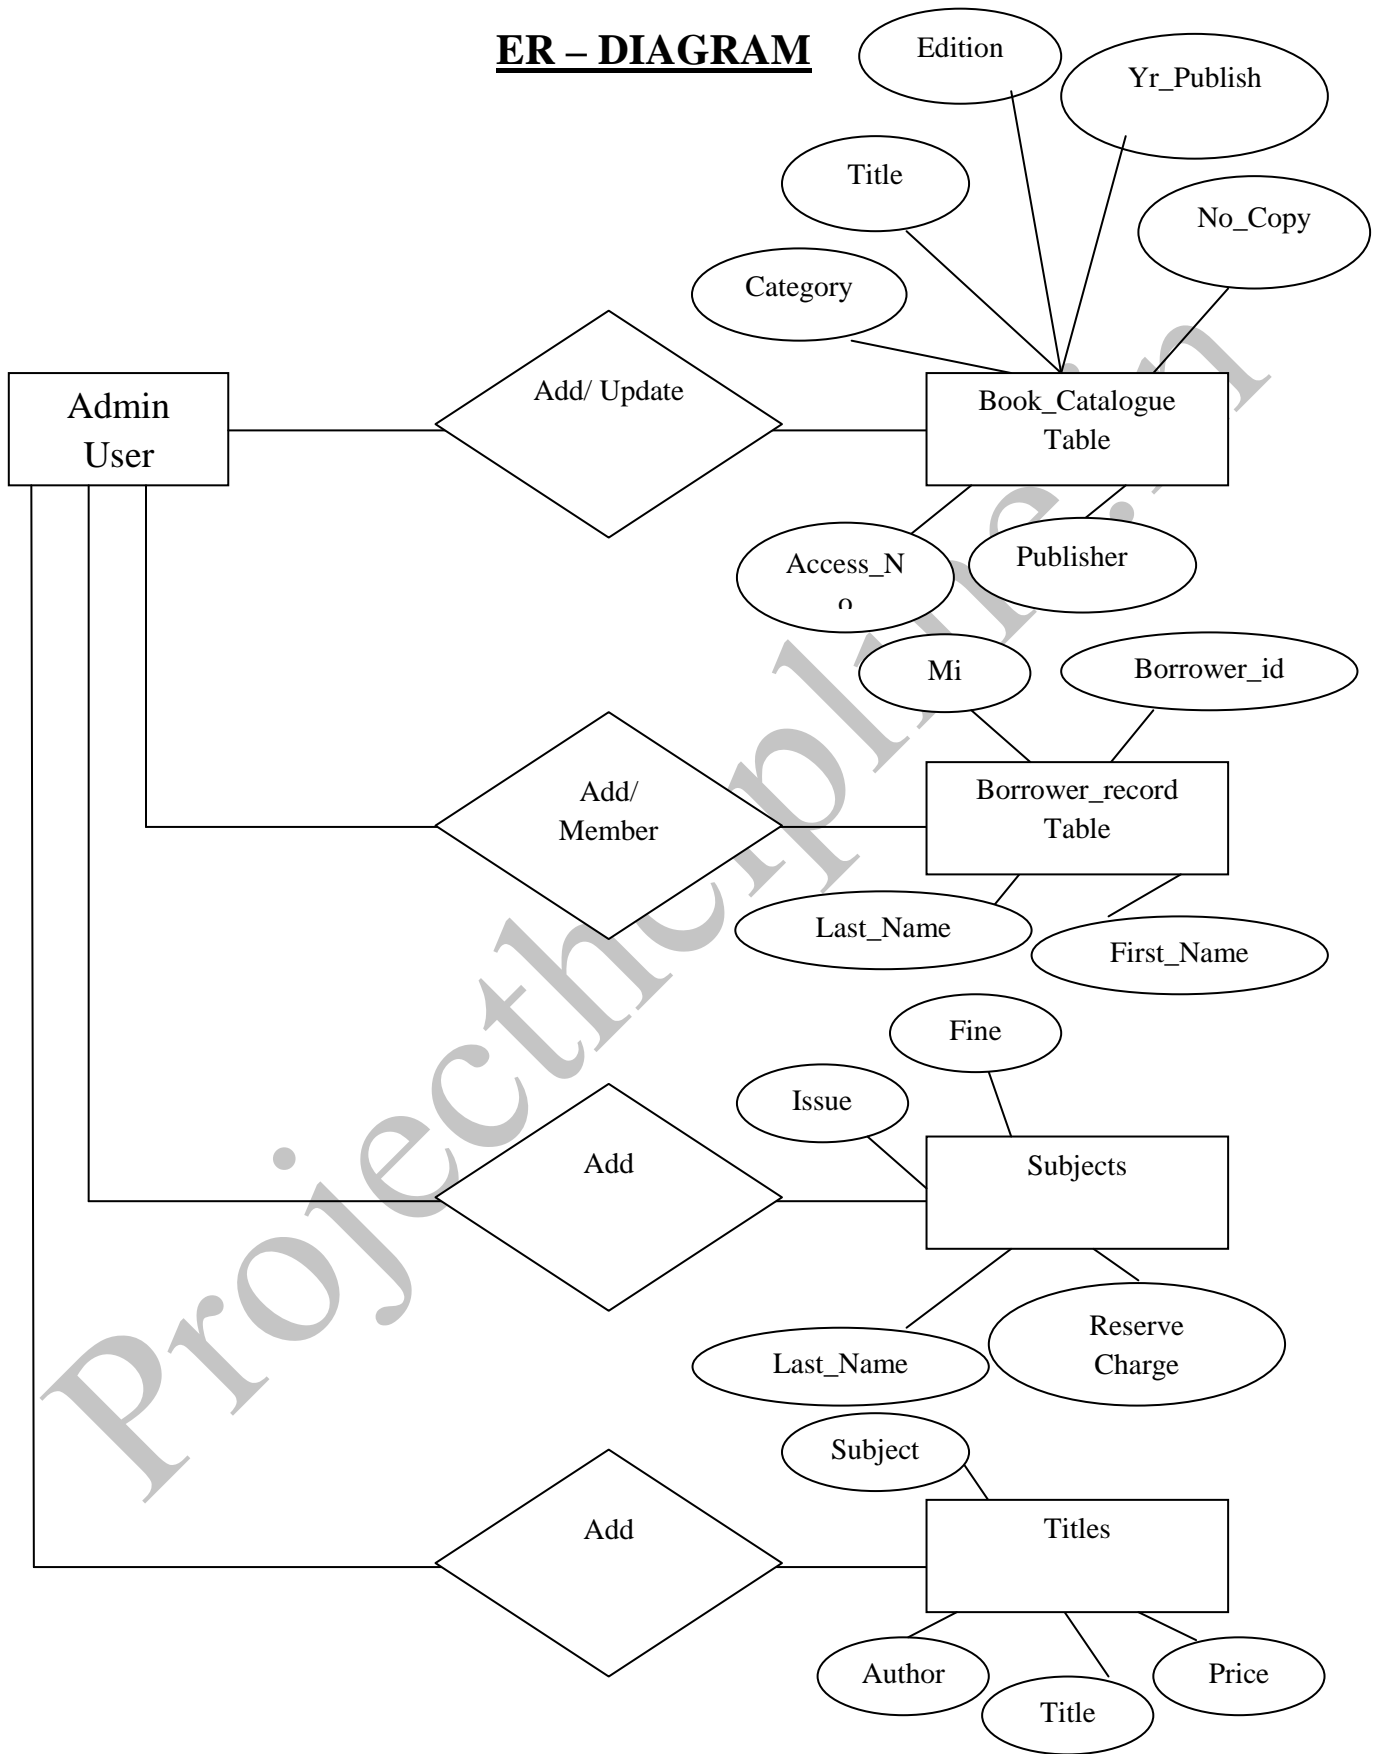 ER – DIAGRAM
Edition
Yr_Publish
Title
No_Copy
Category
Add/ Update
Admin
User
Book_Catalogue
Table
Access_N
o
Publisher
Mi
Borrower_id
Add/
Member
Borrower_record
Table
Last_Name
First_Name
Fine
Issue
Add
Subjects
Last_Name
Reserve
Charge
Subject
Add
Titles
Author
Title
Price
Projecthelpline.in